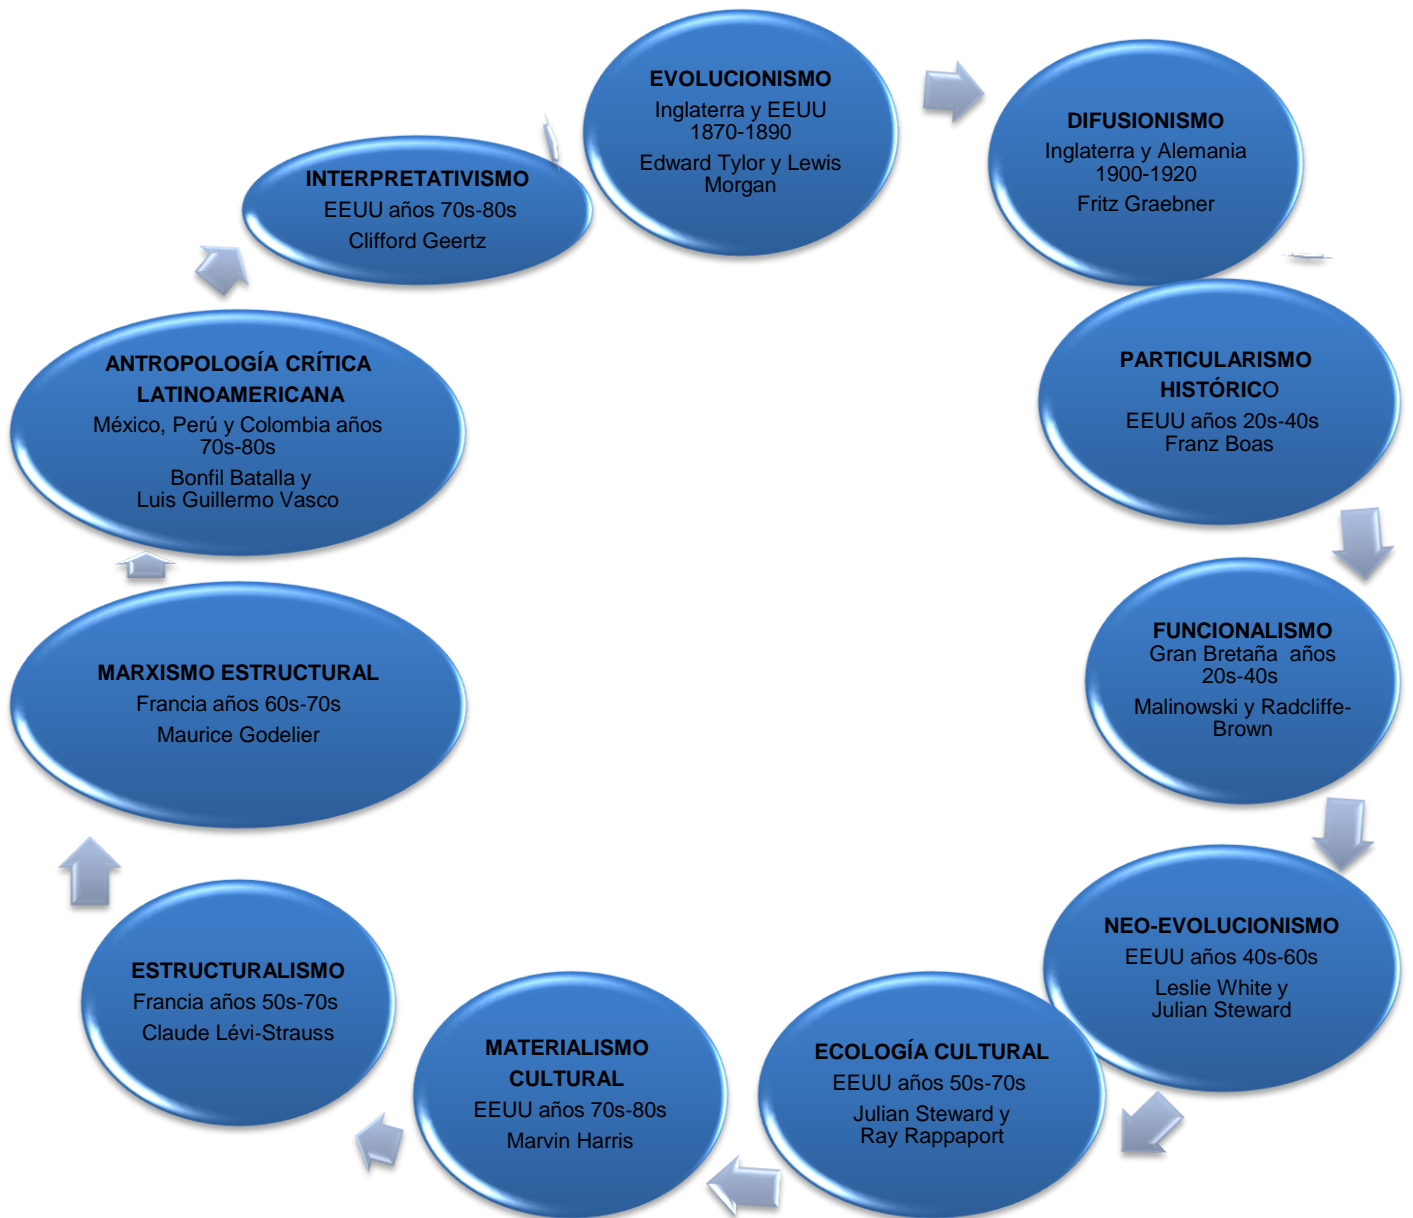 EVOLUCIONISMO
Inglaterra y EEUU
1870-1890
Edward Tylor y Lewis
Morgan
DIFUSIONISMO
Inglaterra y Alemania
1900-1920
Fritz Graebner
PARTICULARISMO
HISTÓRICO
EEUU años 20s-40s
Franz Boas
FUNCIONALISMO
Gran Bretaña años
20s-40s
Malinowski y Radcliffe-
Brown
NEO-EVOLUCIONISMO
EEUU años 40s-60s
Leslie White y
Julian Steward
ECOLOGÍA CULTURAL
EEUU años 50s-70s
Julian Steward y
Ray Rappaport
MATERIALISMO
CULTURAL
EEUU años 70s-80s
Marvin Harris
ESTRUCTURALISMO
Francia años 50s-70s
Claude Lévi-Strauss
MARXISMO ESTRUCTURAL
Francia años 60s-70s
Maurice Godelier
ANTROPOLOGÍA CRÍTICA
LATINOAMERICANA
México, Perú y Colombia años
70s-80s
Bonfil Batalla y
Luis Guillermo Vasco
INTERPRETATIVISMO
EEUU años 70s-80s
Clifford Geertz